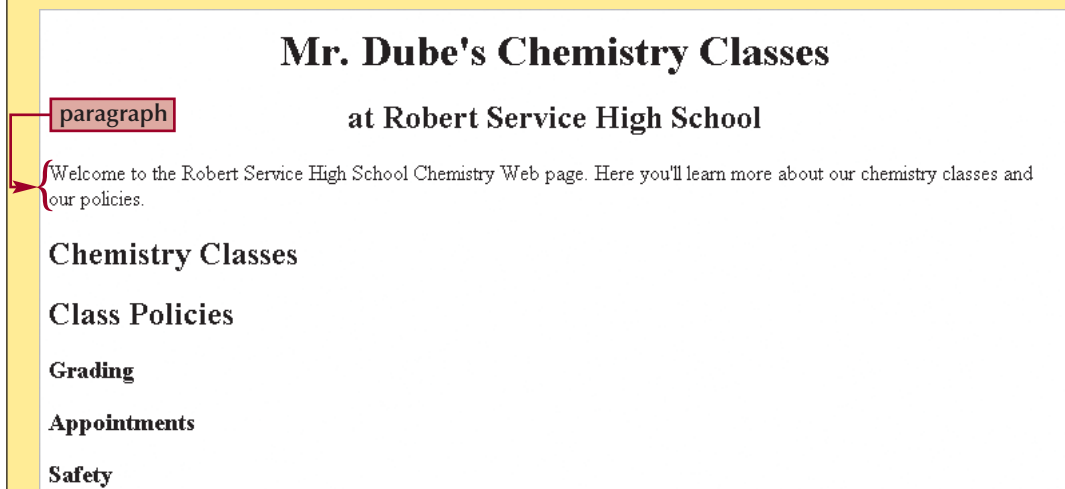 Mr. Dube's Chemistry Classes
paragraph
at Robert Service High School
Welcome to the Robert Service High School Chemistry Web page. Here you'll learn more about our chemistry classes and
our policies.
Chemistry Classes
Class Policies
Grading
Appointments
Safety